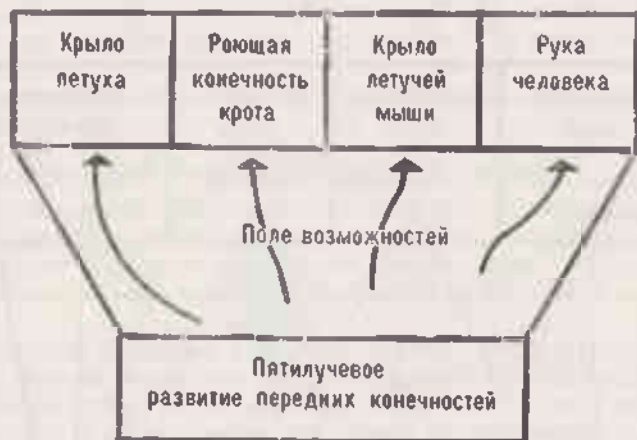 Крыло
петуха
Роющая
конечность
крота
Крыло
летучей
мыши
Рука
человека
Поле возможностей
Пятилучевое
развитие передних конечностей